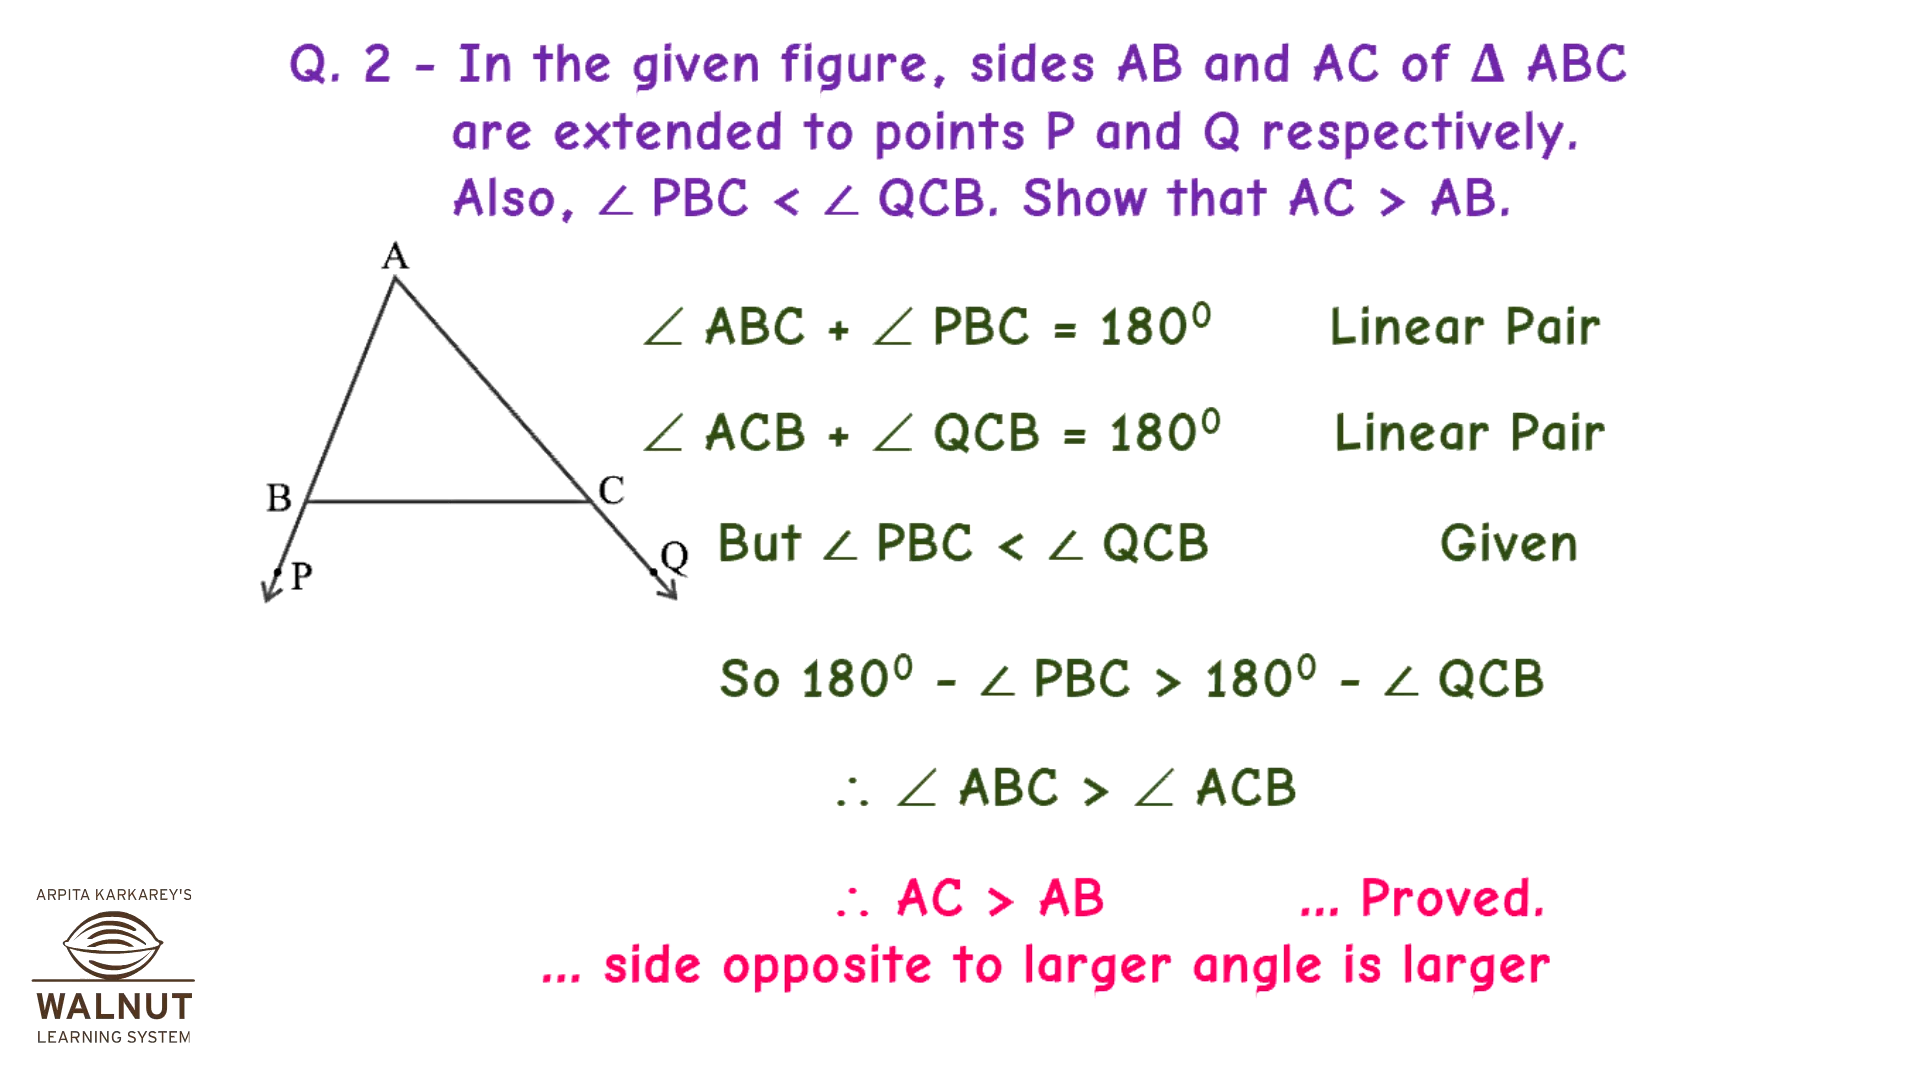 Q. 2 - In the given figure, sides AB and AC of Δ ABC
are extended to points P and Q respectively.
Also, ∠ PBC < ∠ QCB. Show that AC > AB.
A
B
C
P
Q
∠ ABC + ∠ PBC = 180⁰ Linear Pair
∠ ACB + ∠ QCB = 180⁰ Linear Pair
But ∠ PBC < ∠ QCB Given
So 180⁰ - ∠ PBC > 180⁰ - ∠ QCB
∴ ∠ ABC > ∠ ACB
∴ AC > AB ... Proved.
... side opposite to larger angle is larger
ARPITA KARKAREY'S
WALNUT
LEARNING SYSTEM